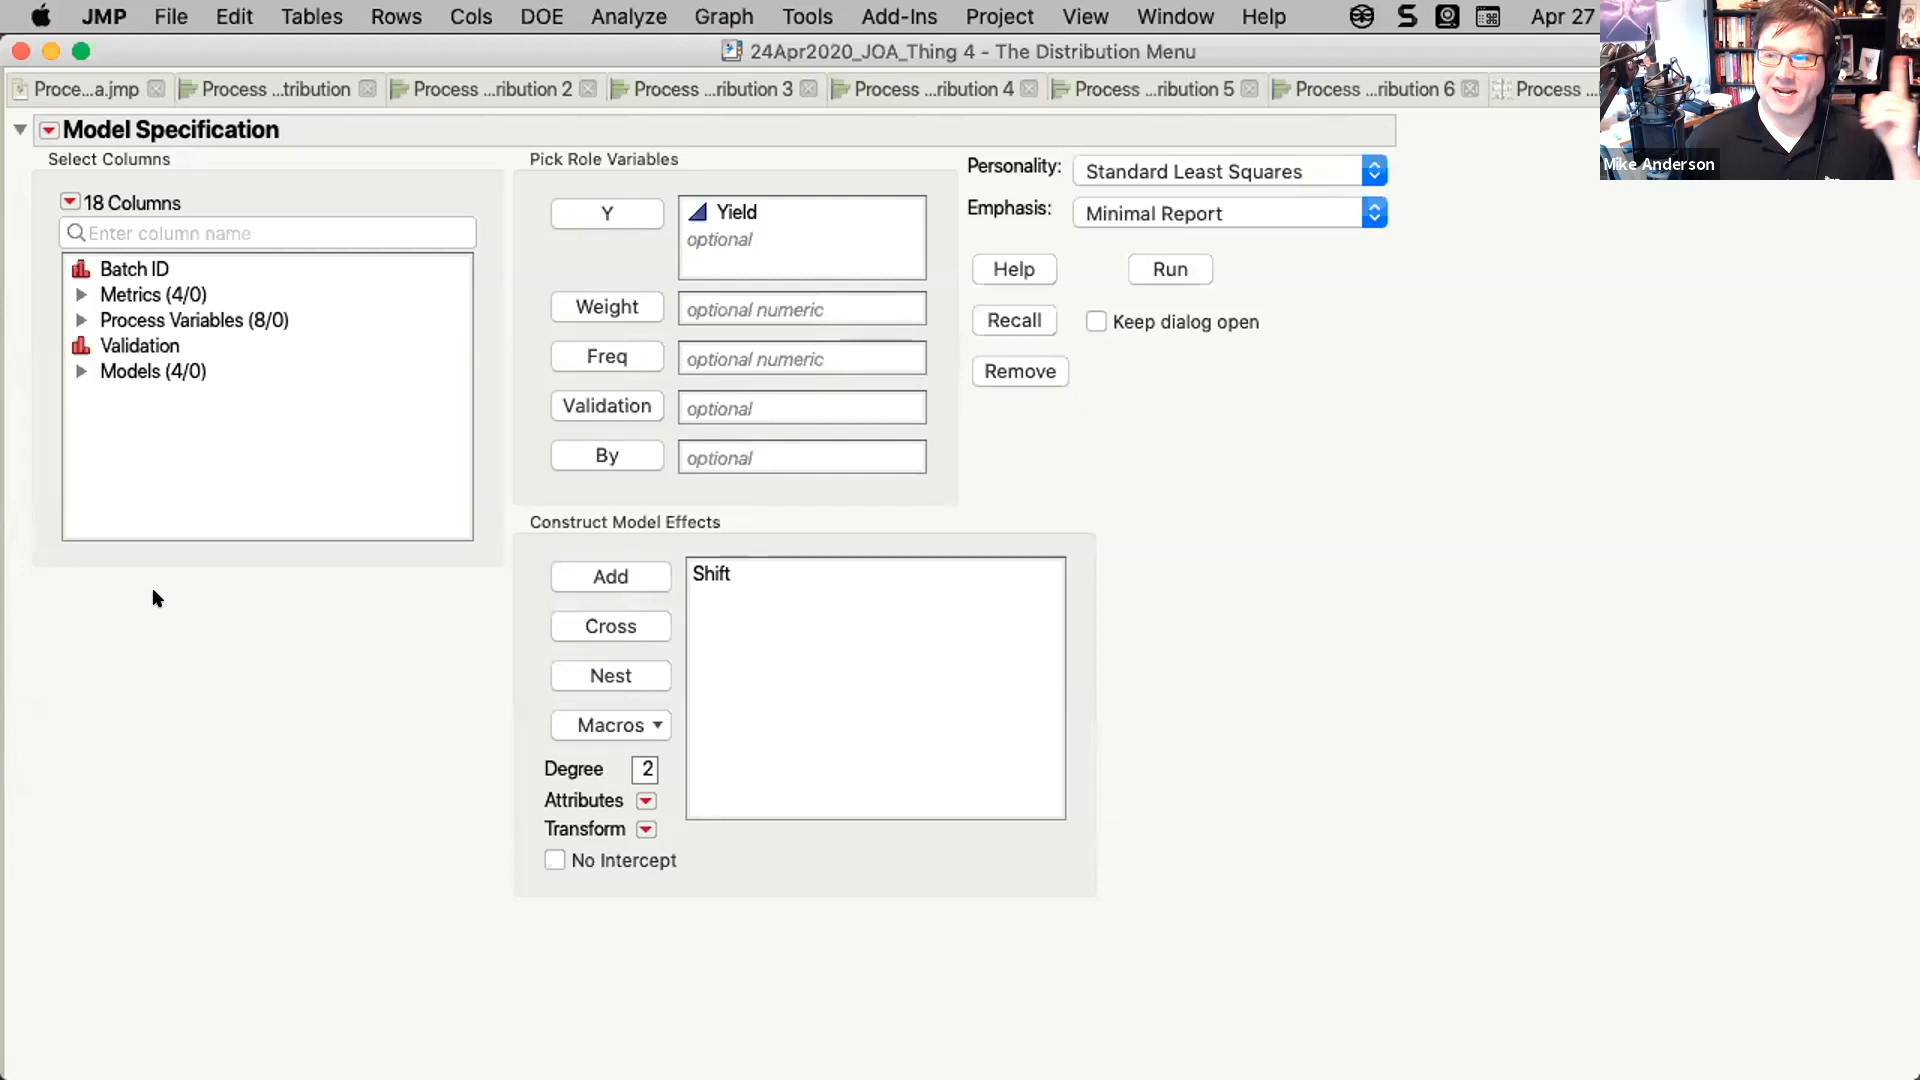 JMP File Edit Tables Rows Cols DOE Analyze Graph Tools Add-Ins Project View Window Help Apr 27
24Apr2020_JOA_Thing 4 - The Distribution Menu
Proce...a.jmp Process ...tribution Process ...ribution 2 Process ...ribution 3 Process ...ribution 4 Process ...ribution 5 Process ...ribution 6 Process ...
Mike Anderson
Model Specification
Select Columns
18 Columns
Enter column name
Batch ID
Metrics (4/0)
Process Variables (8/0)
Validation
Models (4/0)
Pick Role Variables
Y
Yield
optional
Weight
optional numeric
Freq
optional numeric
Validation
optional
By
optional
Personality: Standard Least Squares
Emphasis: Minimal Report
Help Run
Recall Keep dialog open
Remove
Construct Model Effects
Add
Shift
Cross
Nest
Macros
Degree 2
Attributes
Transform
No Intercept